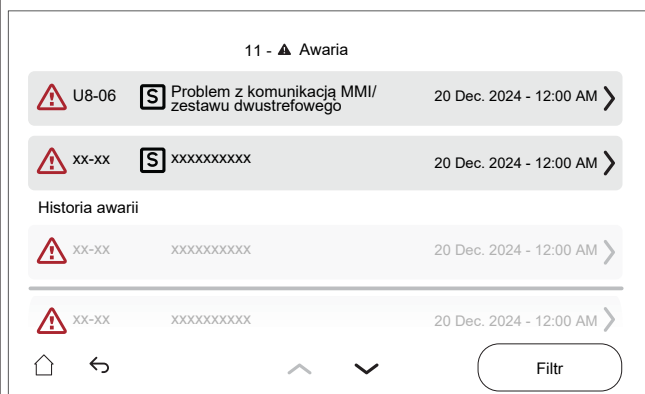 11 - Awaria
U8-06 S Problem z komunikacją MMI/
zestawu dwustrefowego 20 Dec. 2024 - 12:00 AM
xx-xx S xxxxxxxxxx 20 Dec. 2024 - 12:00 AM
Historia awarii
xx-xx xxxxxxxxxx 20 Dec. 2024 - 12:00 AM
xx-xx xxxxxxxxxx 20 Dec. 2024 - 12:00 AM
Filtr